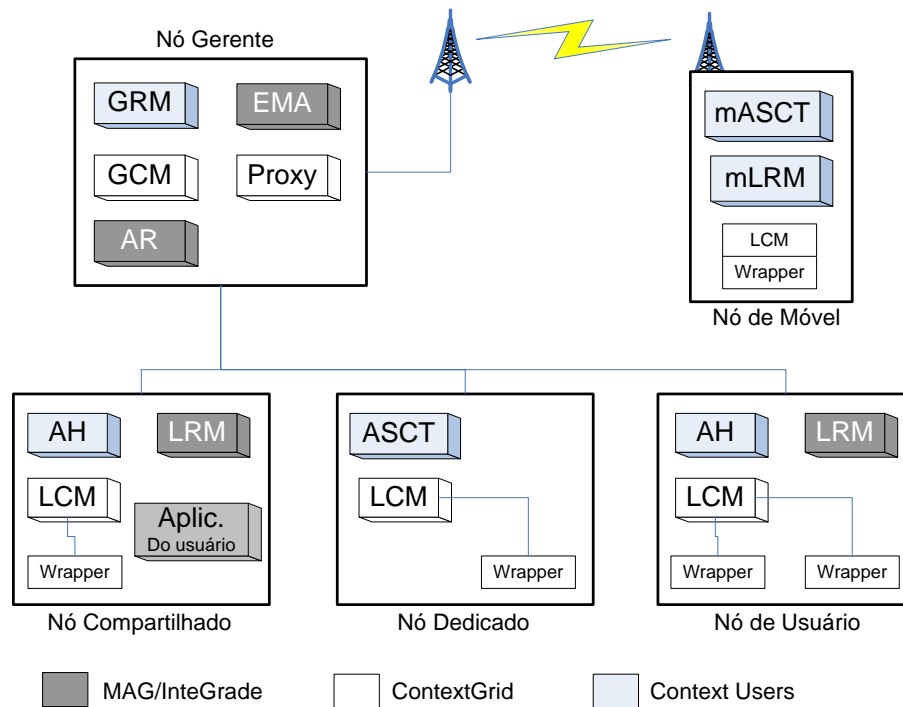 Nó Gerente
GRM
EMA
GCM
Proxy
AR
mASCT
mLRM
LCM
Wrapper
Nó de Móvel
AH
LRM
LCM
Aplic.
Do usuário
Wrapper
Nó Compartilhado
ASCT
LCM
Wrapper
Nó Dedicado
AH
LRM
LCM
Wrapper
Wrapper
Nó de Usuário
MAG/InteGrade
ContextGrid
Context Users